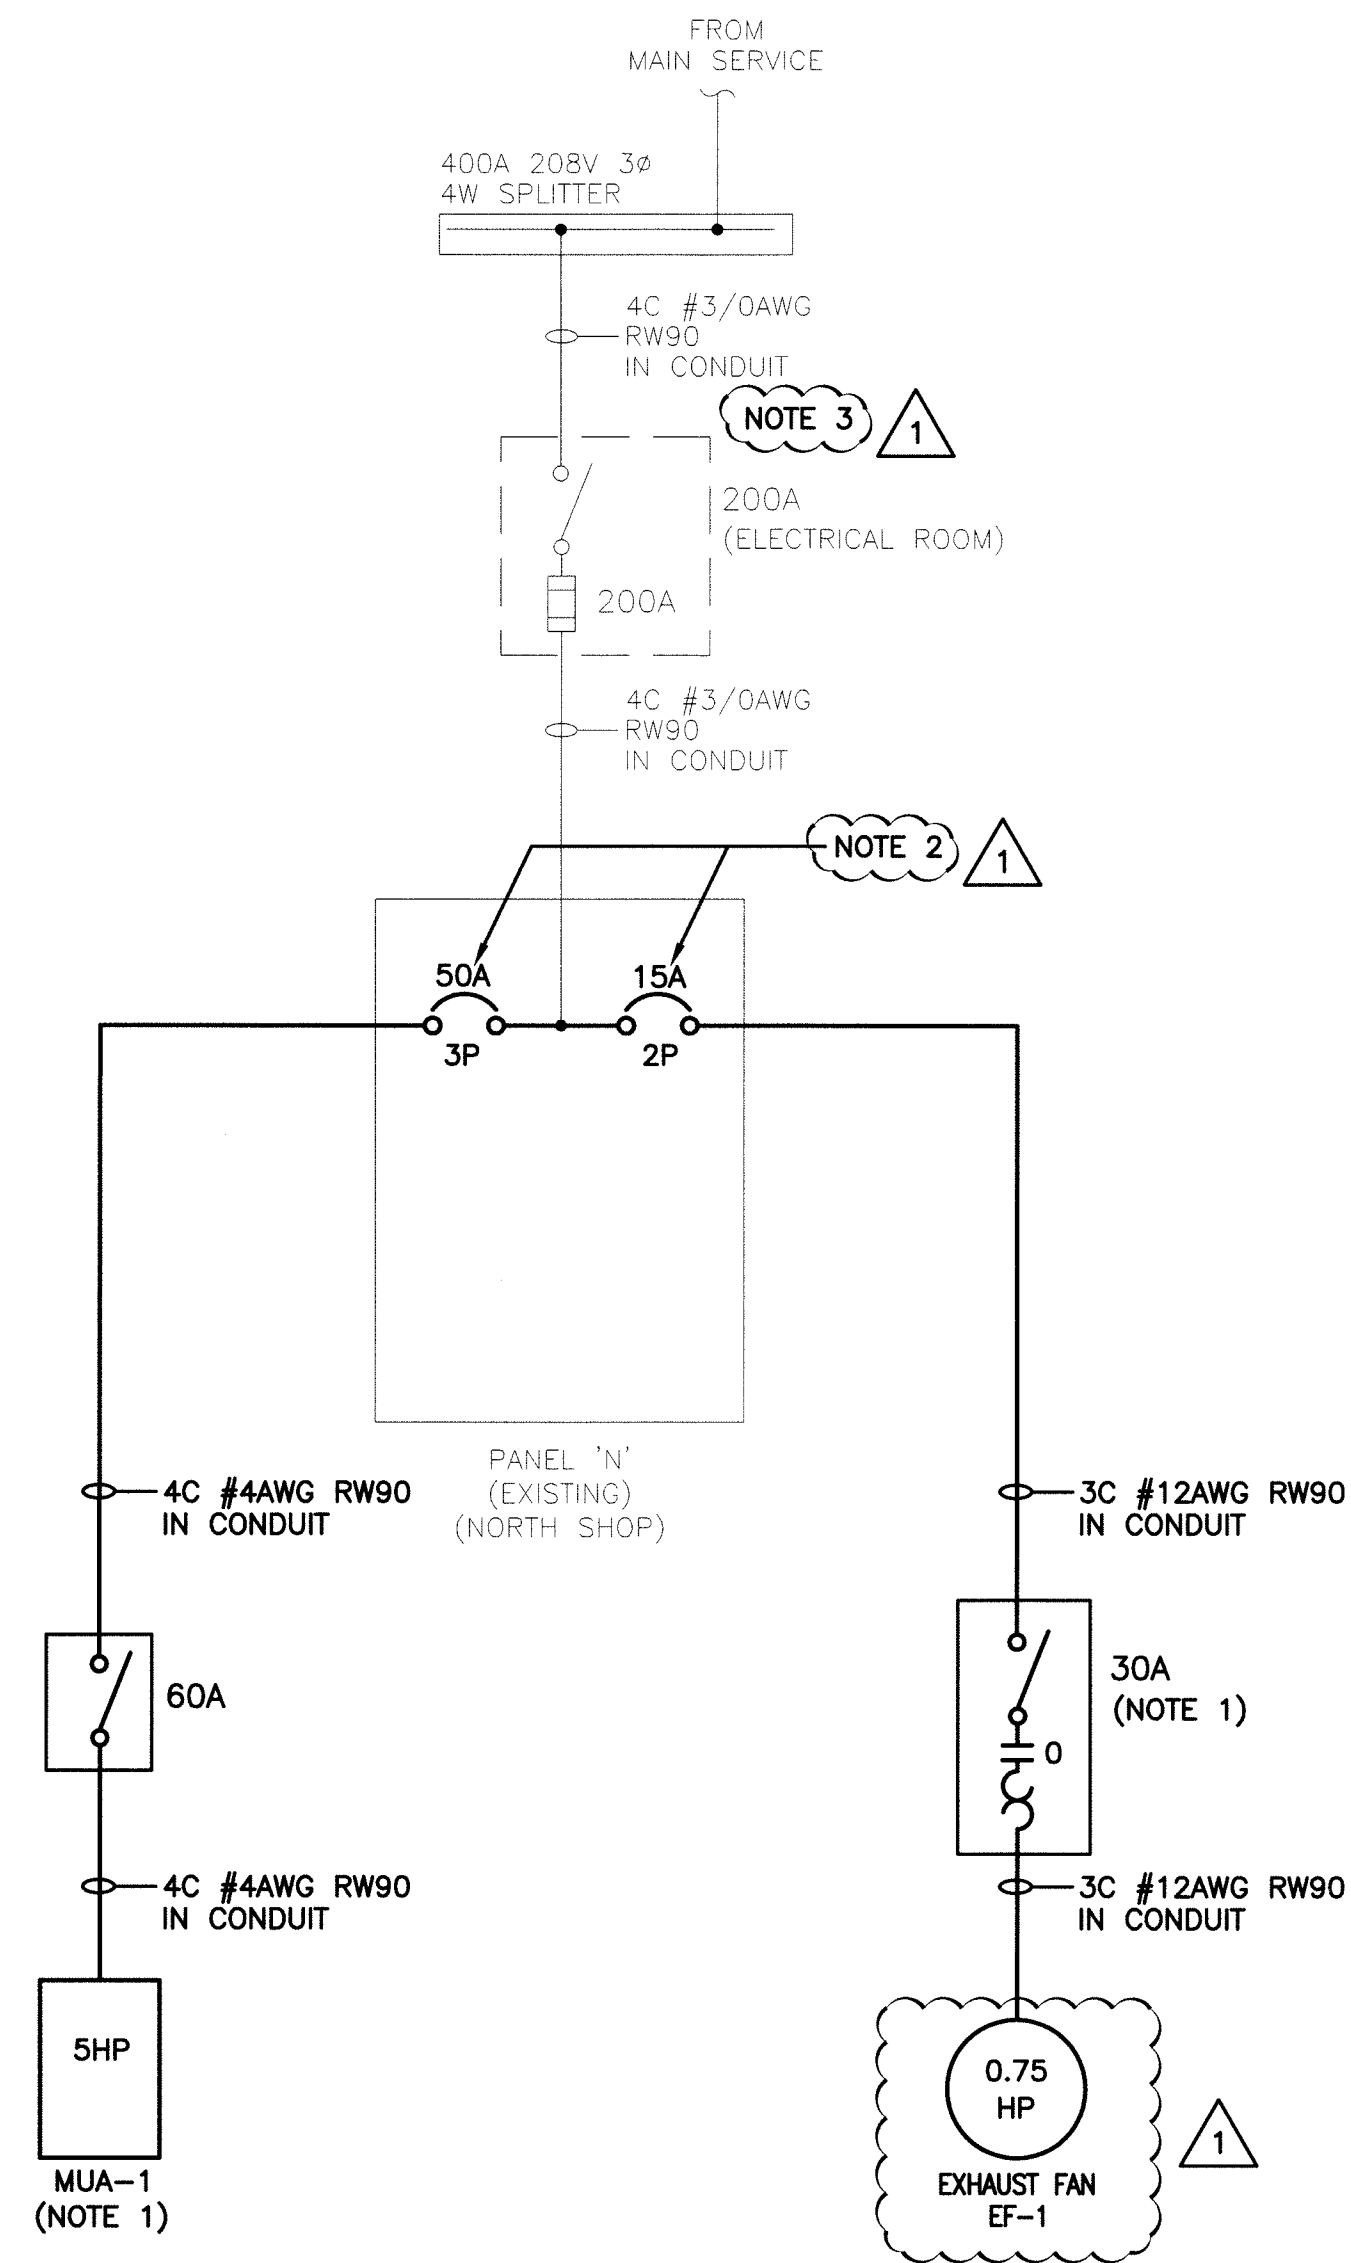 FROM
MAIN SERVICE
400A 208V 3ø
4W SPLITTER
4C #3/0AWG
RW90
IN CONDUIT
NOTE 3
1
200A
(ELECTRICAL ROOM)
200A
4C #3/0AWG
RW90
IN CONDUIT
NOTE 2
1
50A
15A
3P
2P
PANEL 'N'
(EXISTING)
(NORTH SHOP)
4C #4AWG RW90
IN CONDUIT
3C #12AWG RW90
IN CONDUIT
60A
30A
(NOTE 1)
0
4C #4AWG RW90
IN CONDUIT
3C #12AWG RW90
IN CONDUIT
5HP
MUA-1
(NOTE 1)
0.75
HP
EXHAUST FAN
EF-1
1